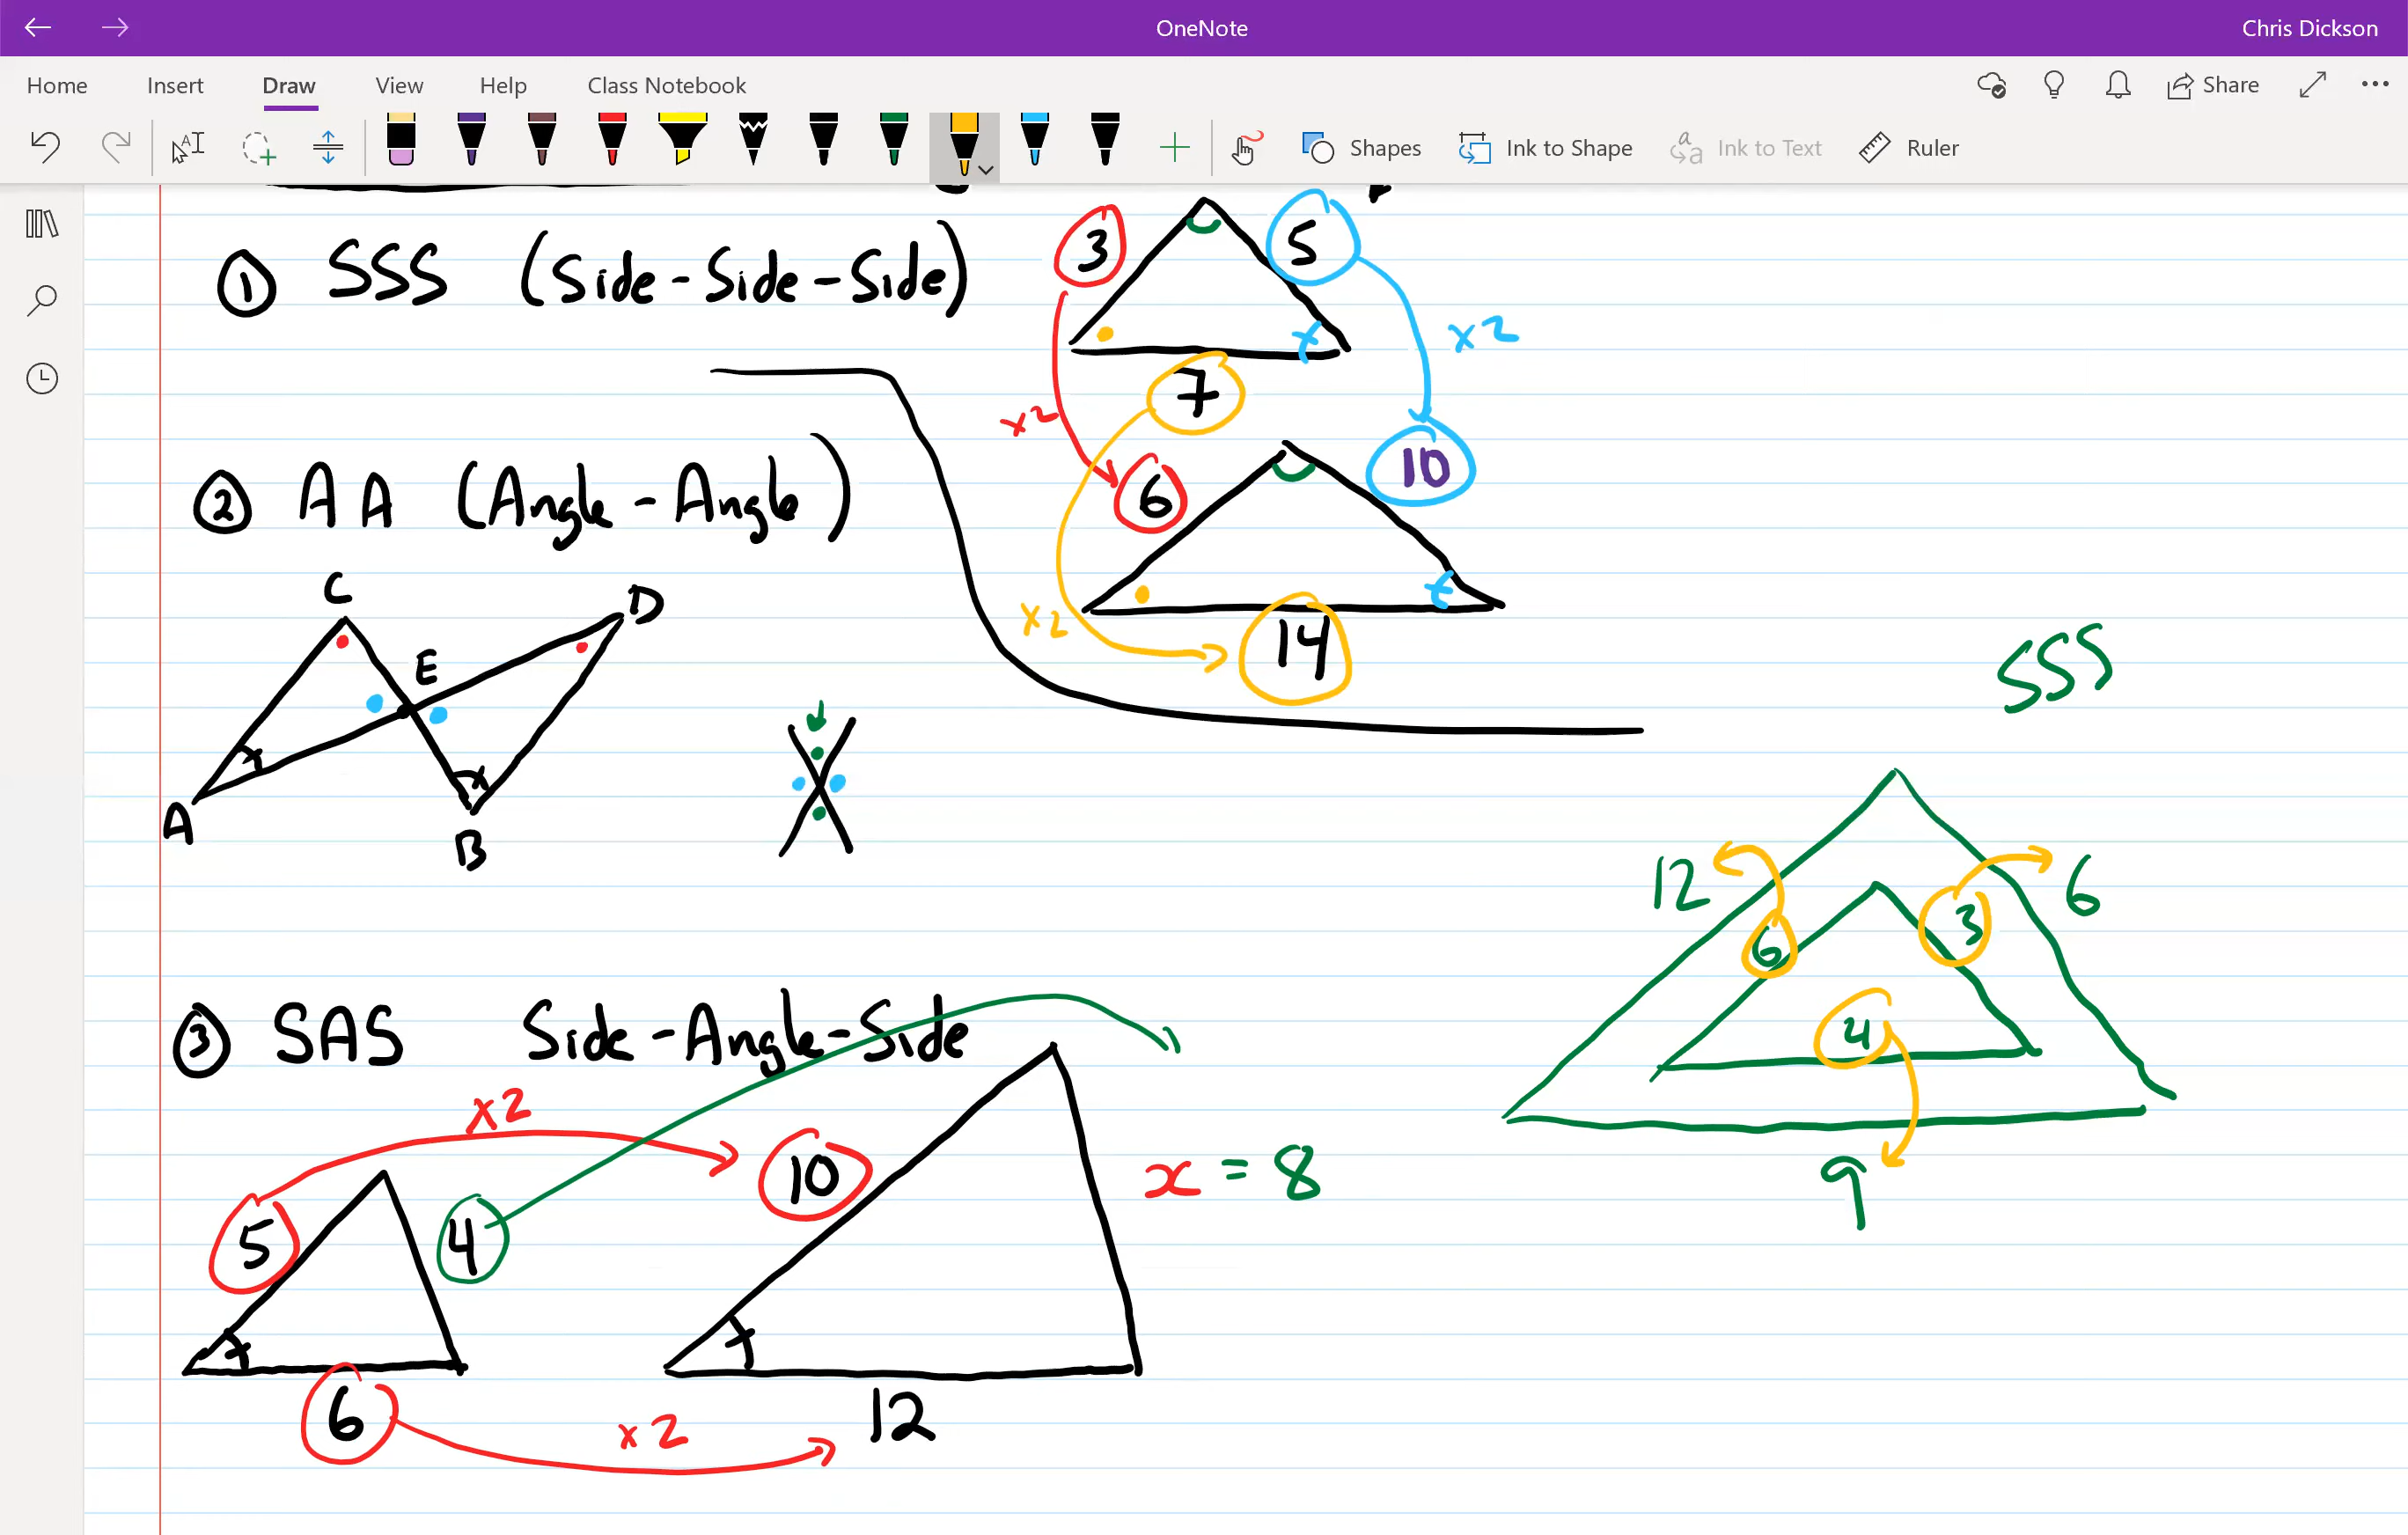 OneNote
Chris Dickson
Home Insert Draw View Help Class Notebook
Share
Shapes Ink to Shape Ink to Text Ruler
① SSS (Side-Side-Side)
3 5
x2
7
x2
6 10
x2
14
② AA (Angle-Angle)
C D
E
A
B
SSS
12 6
6 3
4
9
③ SAS Side-Angle-Side
x2
10
x = 8
5 4
x x
6 x2 12